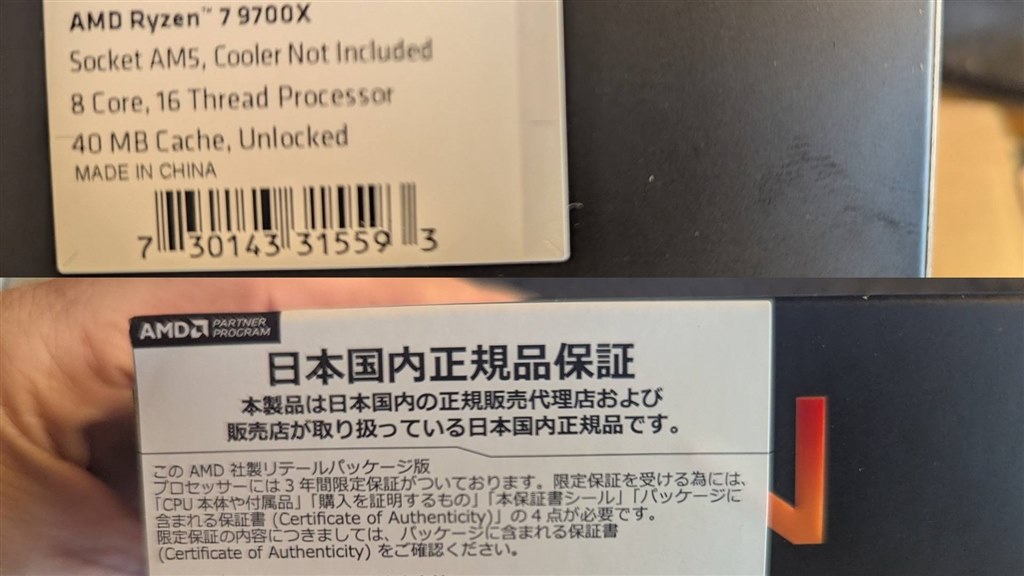 AMD Ryzen™ 7 9700X
Socket AM5, Cooler Not Included
8 Core, 16 Thread Processor
40 MB Cache, Unlocked
MADE IN CHINA
7 30143 31559 3
AMD PARTNER PROGRAM
日本国内正規品保証
本製品は日本国内の正規販売代理店および
販売店が取り扱っている日本国内正規品です。
この AMD 社製リテールパッケージ版
プロセッサーには 3 年間限定保証がついております。限定保証を受ける為には、
「CPU 本体や付属品」「購入を証明するもの」「本保証書シール」「パッケージに
含まれる保証書 (Certificate of Authenticity)」の 4 点が必要です。
限定保証の内容につきましては、パッケージに含まれる保証書
(Certificate of Authenticity) をご確認ください。